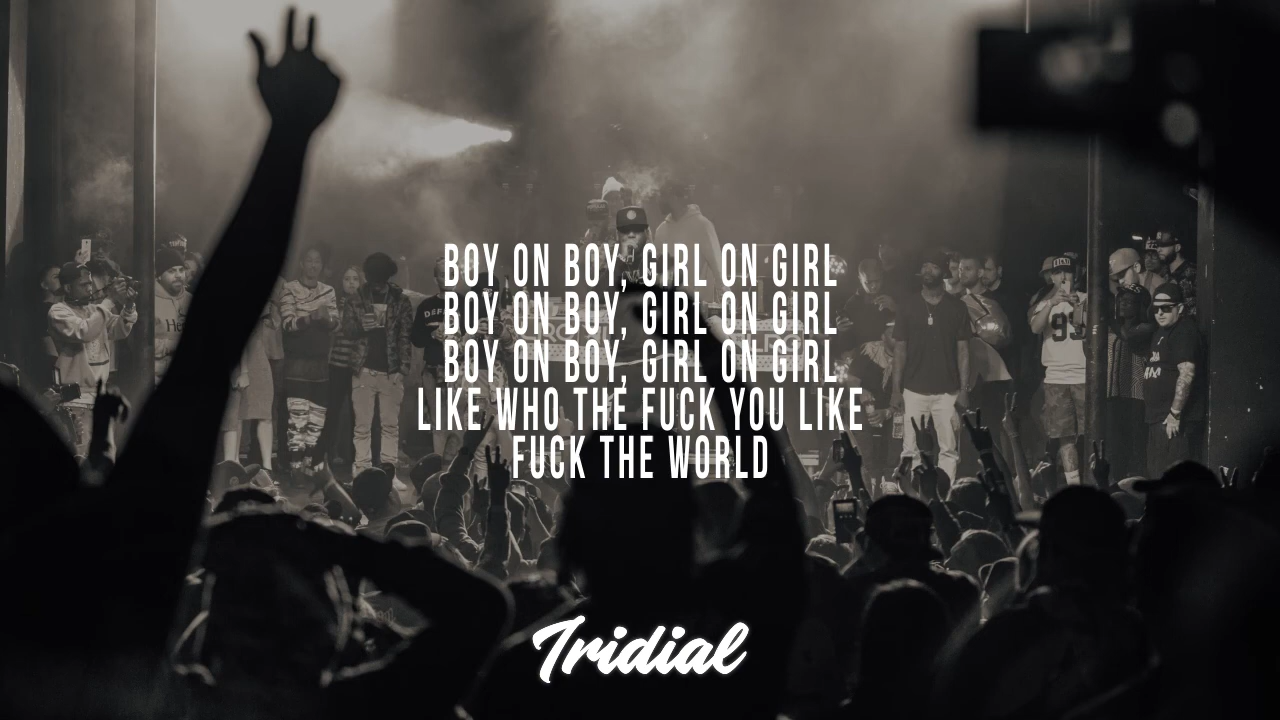 BOY ON BOY, GIRL ON GIRL
BOY ON BOY, GIRL ON GIRL
BOY ON BOY, GIRL ON GIRL
LIKE WHO THE FUCK YOU LIKE
FUCK THE WORLD
Tridial